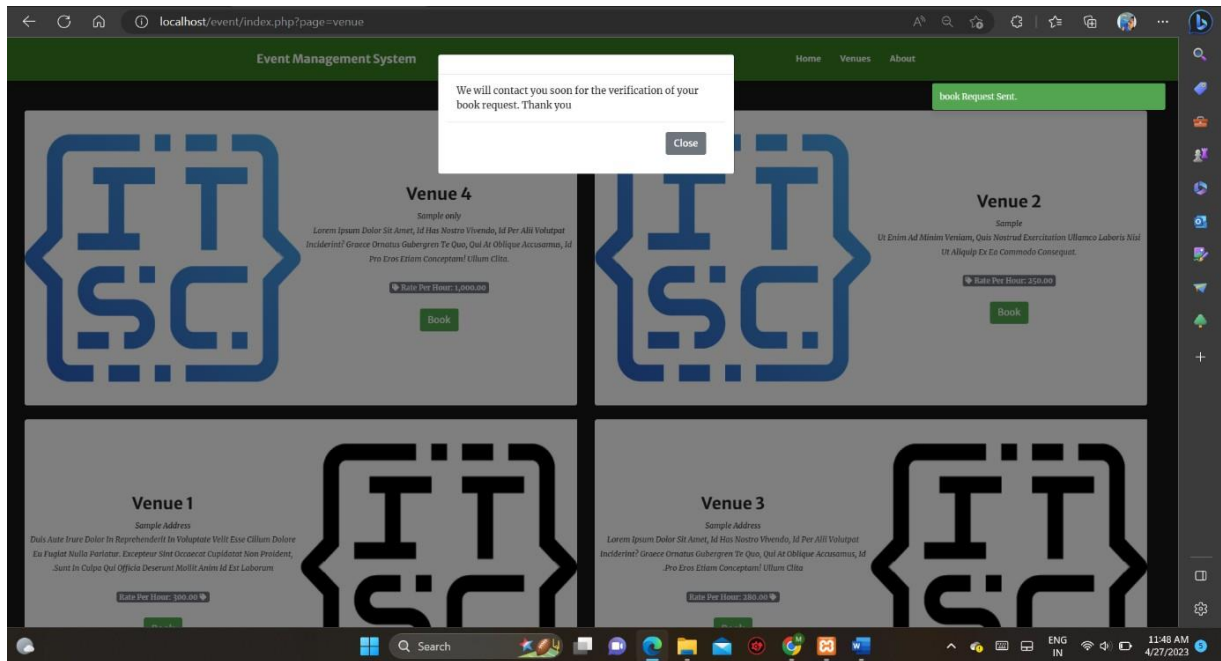 localhost/event/index.php?page=venue
Event Management System
Home Venues About
We will contact you soon for the verification of your
book request. Thank you
Close
book Request Sent.
IT
SC
Venue 4
Sample only
Lorem Ipsum Dolor Sit Amet, Id Has Nostro Vivendo, Id Per Alii Volutpat
Inciderint? Graece Ornatus Gubergren Te Quo, Qui At Oblique Accusamus, Id
Pro Eros Etiam Conceptam! Ullum Clita.
Rate Per Hour: 1,000.00
Book
IT
SC
Venue 2
Sample
Ut Enim Ad Minim Veniam, Quis Nostrud Exercitation Ullamco Laboris Nisi
Ut Aliquip Ex Ea Commodo Consequat.
Rate Per Hour: 250.00
Book
Venue 1
Sample Address
Duis Aute Irure Dolor In Reprehenderit In Voluptate Velit Esse Cillum Dolore
Eu Fugiat Nulla Pariatur. Excepteur Sint Occaecat Cupidatat Non Proident,
.Sunt In Culpa Qui Officia Deserunt Mollit Anim Id Est Laborum
Rate Per Hour: 300.00
IT
SC
Venue 3
Sample Address
Lorem Ipsum Dolor Sit Amet, Id Has Nostro Vivendo, Id Per Alii Volutpat
Inciderint? Graece Ornatus Gubergren Te Quo, Qui At Oblique Accusamus, Id
.Pro Eros Etiam Conceptam! Ullum Clita
Rate Per Hour: 280.00
IT
SC
Search
ENG
IN
11:48 AM
4/27/2023
5